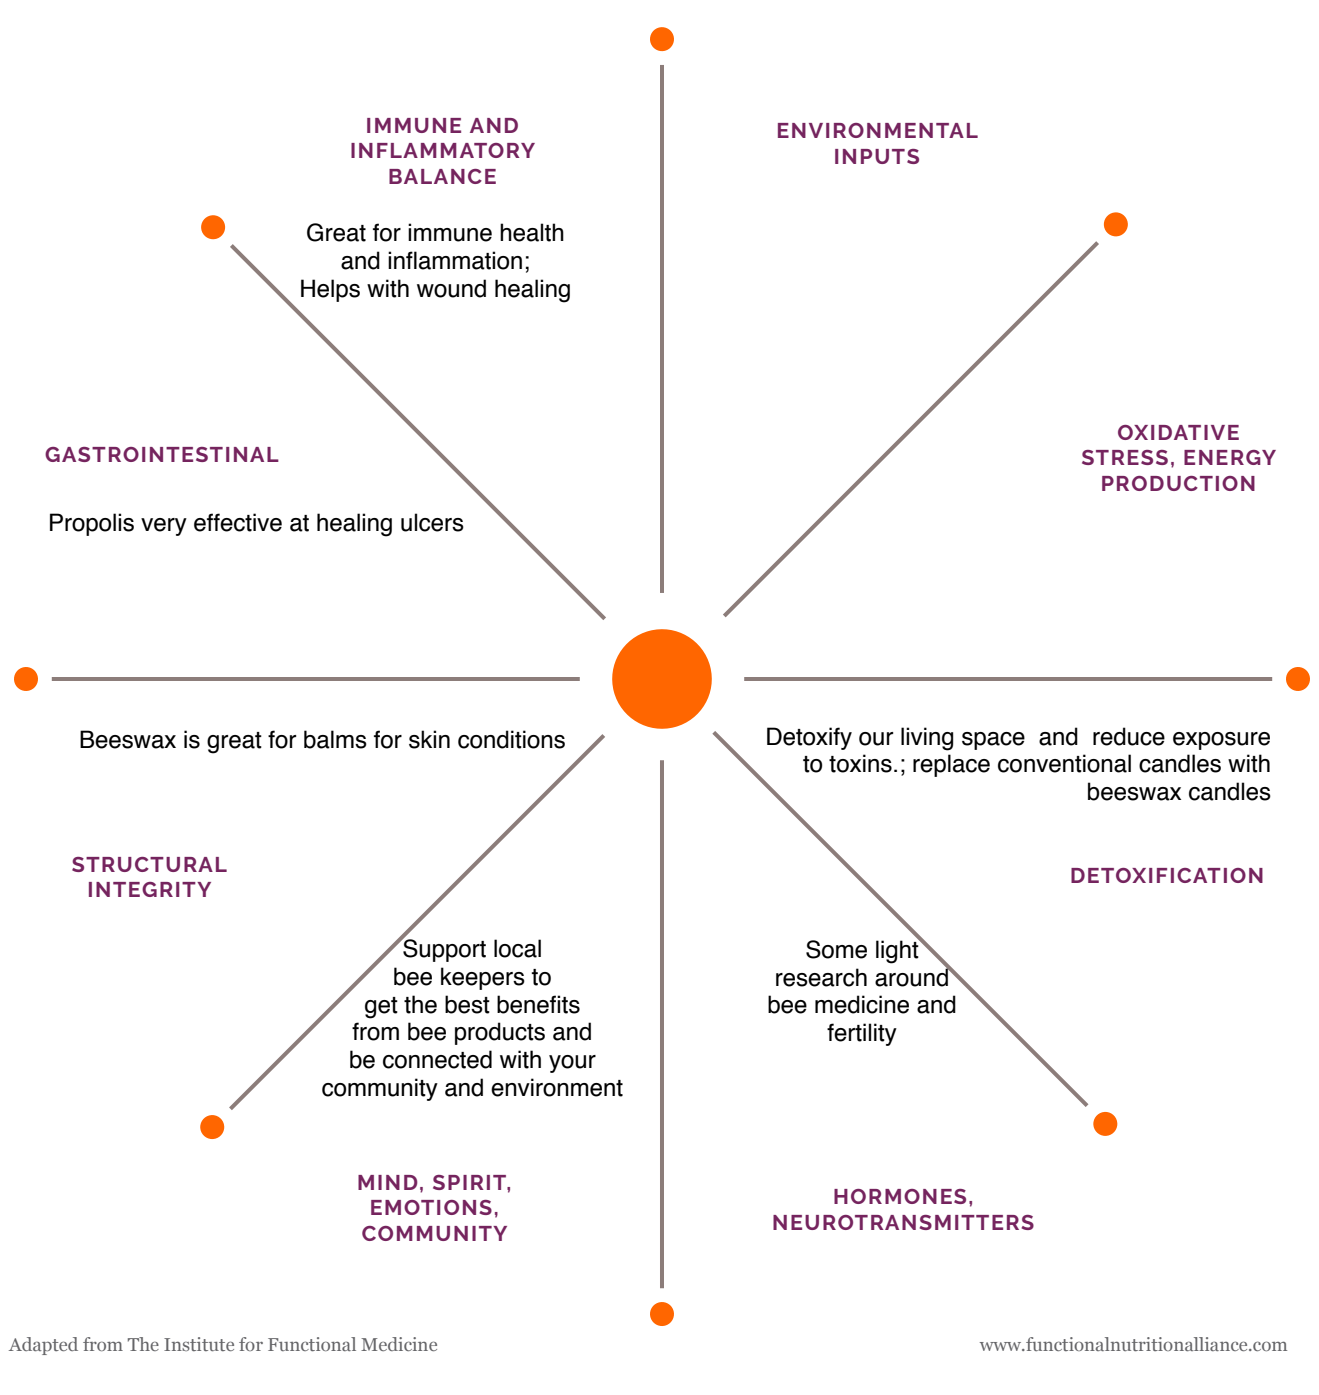 IMMUNE AND
INFLAMMATORY
BALANCE
Great for immune health
and inflammation;
Helps with wound healing
ENVIRONMENTAL
INPUTS
GASTROINTESTINAL
Propolis very effective at healing ulcers
OXIDATIVE
STRESS, ENERGY
PRODUCTION
Beeswax is great for balms for skin conditions
STRUCTURAL
INTEGRITY
Detoxify our living space  and  reduce exposure
to toxins.; replace conventional candles with
beeswax candles
DETOXIFICATION
Support local
bee keepers to
get the best benefits
from bee products and
be connected with your
community and environment
MIND, SPIRIT,
EMOTIONS,
COMMUNITY
Some light
research around
bee medicine and
fertility
HORMONES,
NEUROTRANSMITTERS
Adapted from The Institute for Functional Medicine
www.functionalnutritionalliance.com